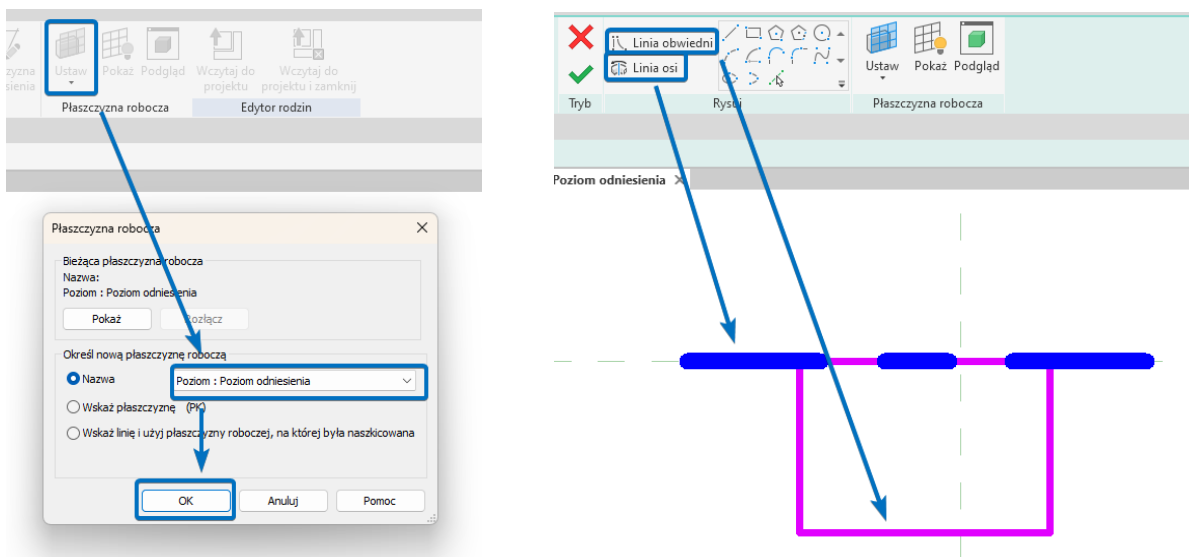 zyzna
sienia
Ustaw
Pokaż
Podgląd
Wczytaj do
projektu
Wczytaj do
projektu i zamknij
Płaszczyzna robocza
Edytor rodzin
Płaszczyzna robocza
Bieżąca płaszczyzna robocza
Nazwa:
Poziom : Poziom odniesienia
Pokaż
Rozłącz
Określ nową płaszczyznę roboczą
Nazwa
Poziom : Poziom odniesienia
Wskaż płaszczyznę (PK)
Wskaż linię i użyj płaszczyzny roboczej, na której była naszkicowana
OK
Anuluj
Pomoc
Linia obwiedni
Linia osi
Ustaw
Pokaż
Podgląd
Tryb
Rysuj
Płaszczyzna robocza
Poziom odniesienia